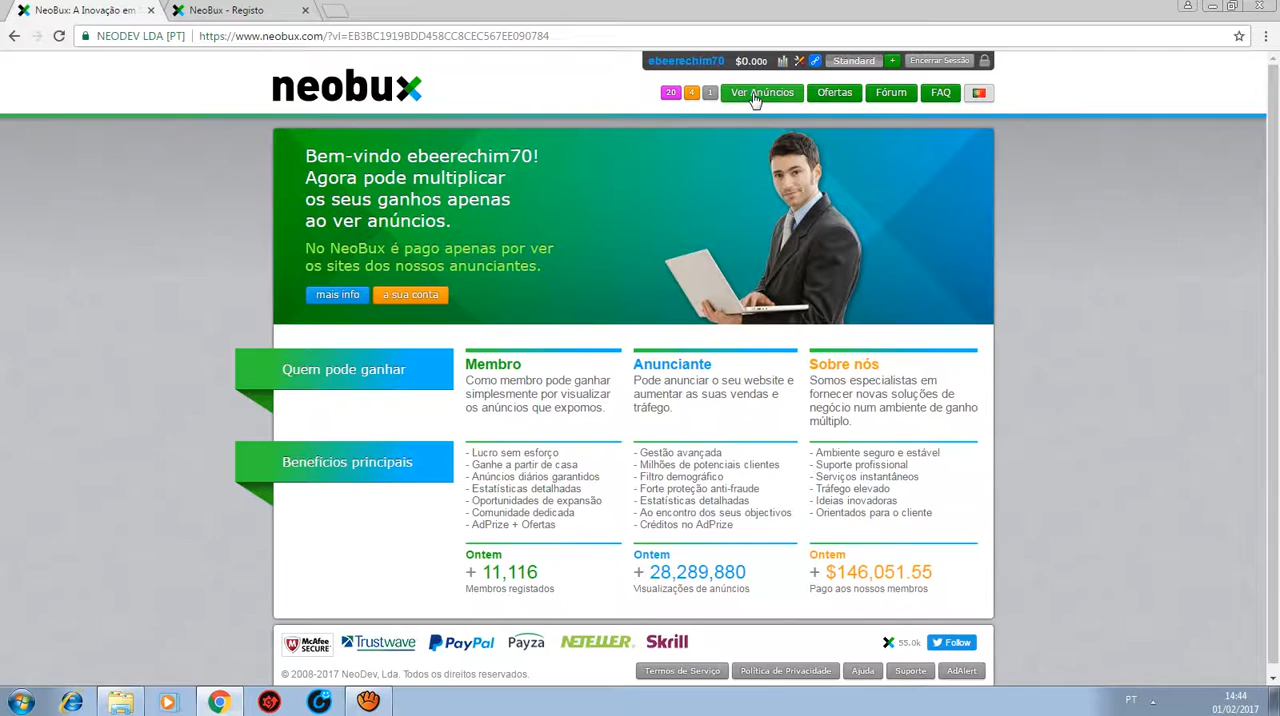 NeoBux: A Inovação em
NeoBux - Registo
NEODEV LDA [PT]
https://www.neobux.com/?vl=EB3BC1919BDD458CC8CEC567EE090784
ebeerechim70 $0.000 Standard + Encerrar Sessão
neobux
20 4 1 Ver Anúncios Ofertas Fórum FAQ
Bem-vindo ebeerechim70!
Agora pode multiplicar
os seus ganhos apenas
ao ver anúncios.
No NeoBux é pago apenas por ver
os sites dos nossos anunciantes.
mais info a sua conta
Quem pode ganhar
Membro
Como membro pode ganhar
simplesmente por visualizar
os anúncios que expomos.
Anunciante
Pode anunciar o seu website e
aumentar as suas vendas e
tráfego.
Sobre nós
Somos especialistas em
fornecer novas soluções de
negócio num ambiente de ganho
múltiplo.
Benefícios principais
- Lucro sem esforço
- Ganhe a partir de casa
- Anúncios diários garantidos
- Estatísticas detalhadas
- Oportunidades de expansão
- Comunidade dedicada
- AdPrize + Ofertas
- Gestão avançada
- Milhões de potenciais clientes
- Filtro demográfico
- Forte proteção anti-fraude
- Estatísticas detalhadas
- Ao encontro dos seus objectivos
- Créditos no AdPrize
- Ambiente seguro e estável
- Suporte profissional
- Serviços instantâneos
- Tráfego elevado
- Ideias inovadoras
- Orientados para o cliente
Ontem
+ 11,116
Membros registados
Ontem
+ 28,289,880
Visualizações de anúncios
Ontem
+ $146,051.55
Pago aos nossos membros
McAfee
SECURE
Trustwave
PayPal
Payza
NETELLER
Skrill
55.0k
Follow
© 2008-2017 NeoDev, Lda. Todos os direitos reservados.
Termos de Serviço Política de Privacidade Ajuda Suporte AdAlert
PT
14:44
01/02/2017